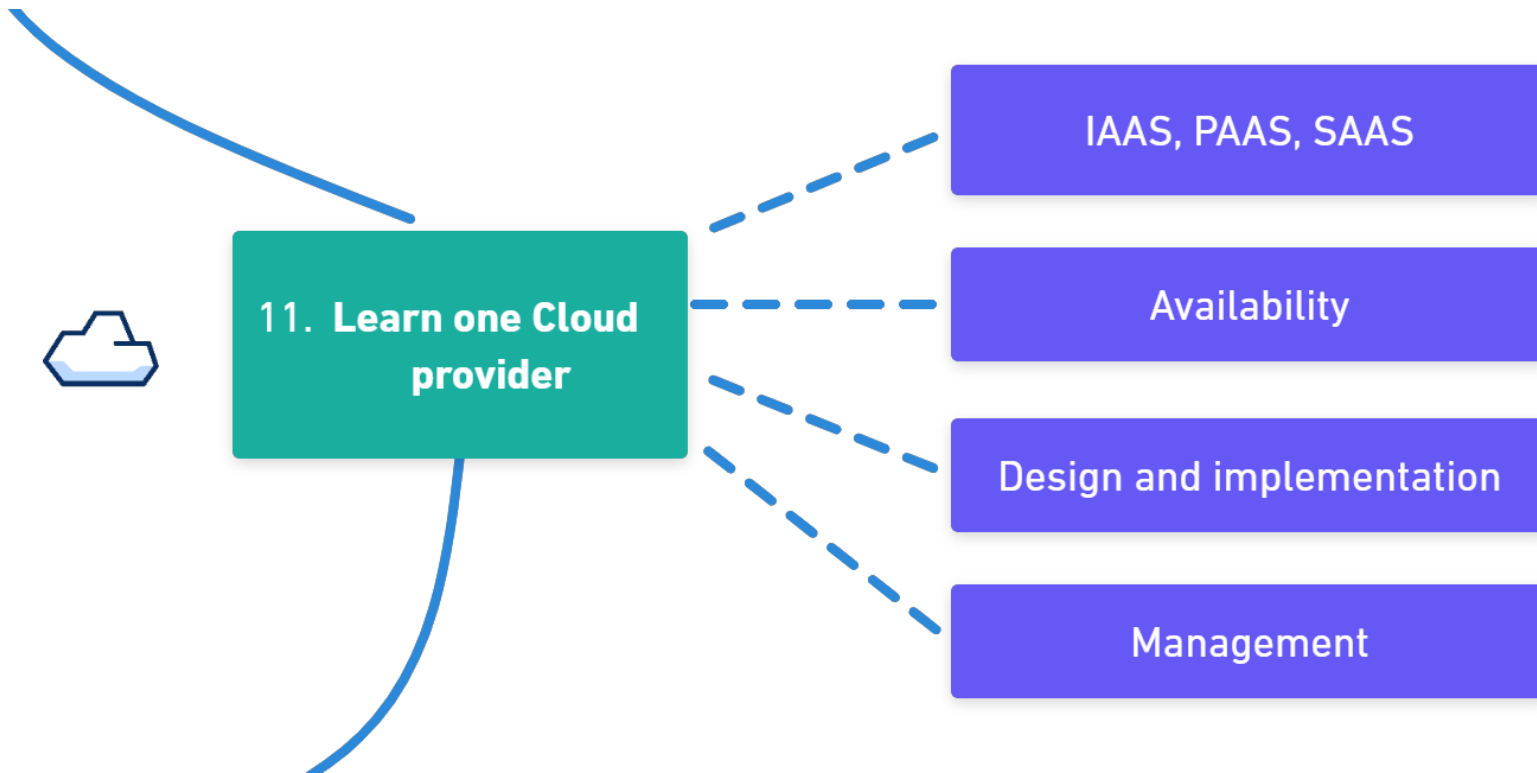 11. Learn one Cloud
provider
IAAS, PAAS, SAAS
Availability
Design and implementation
Management